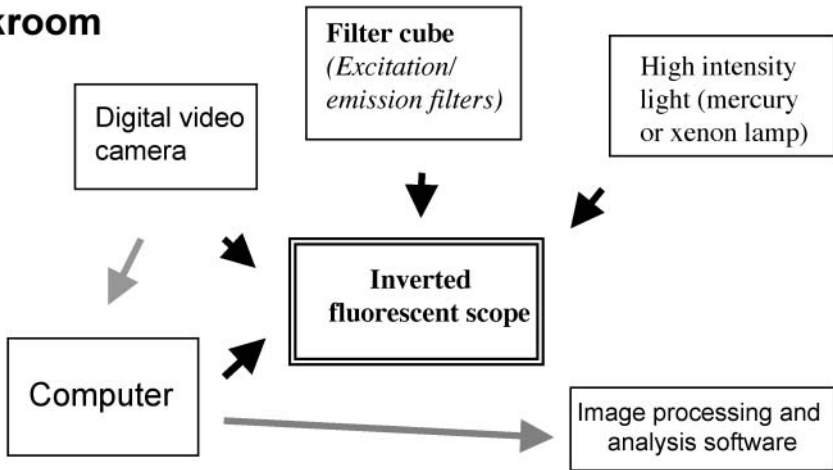 kroom
Filter cube
(Excitation/
emission filters)
High intensity
light (mercury
or xenon lamp)
Digital video
camera
Inverted
fluorescent scope
Computer
Image processing and
analysis software